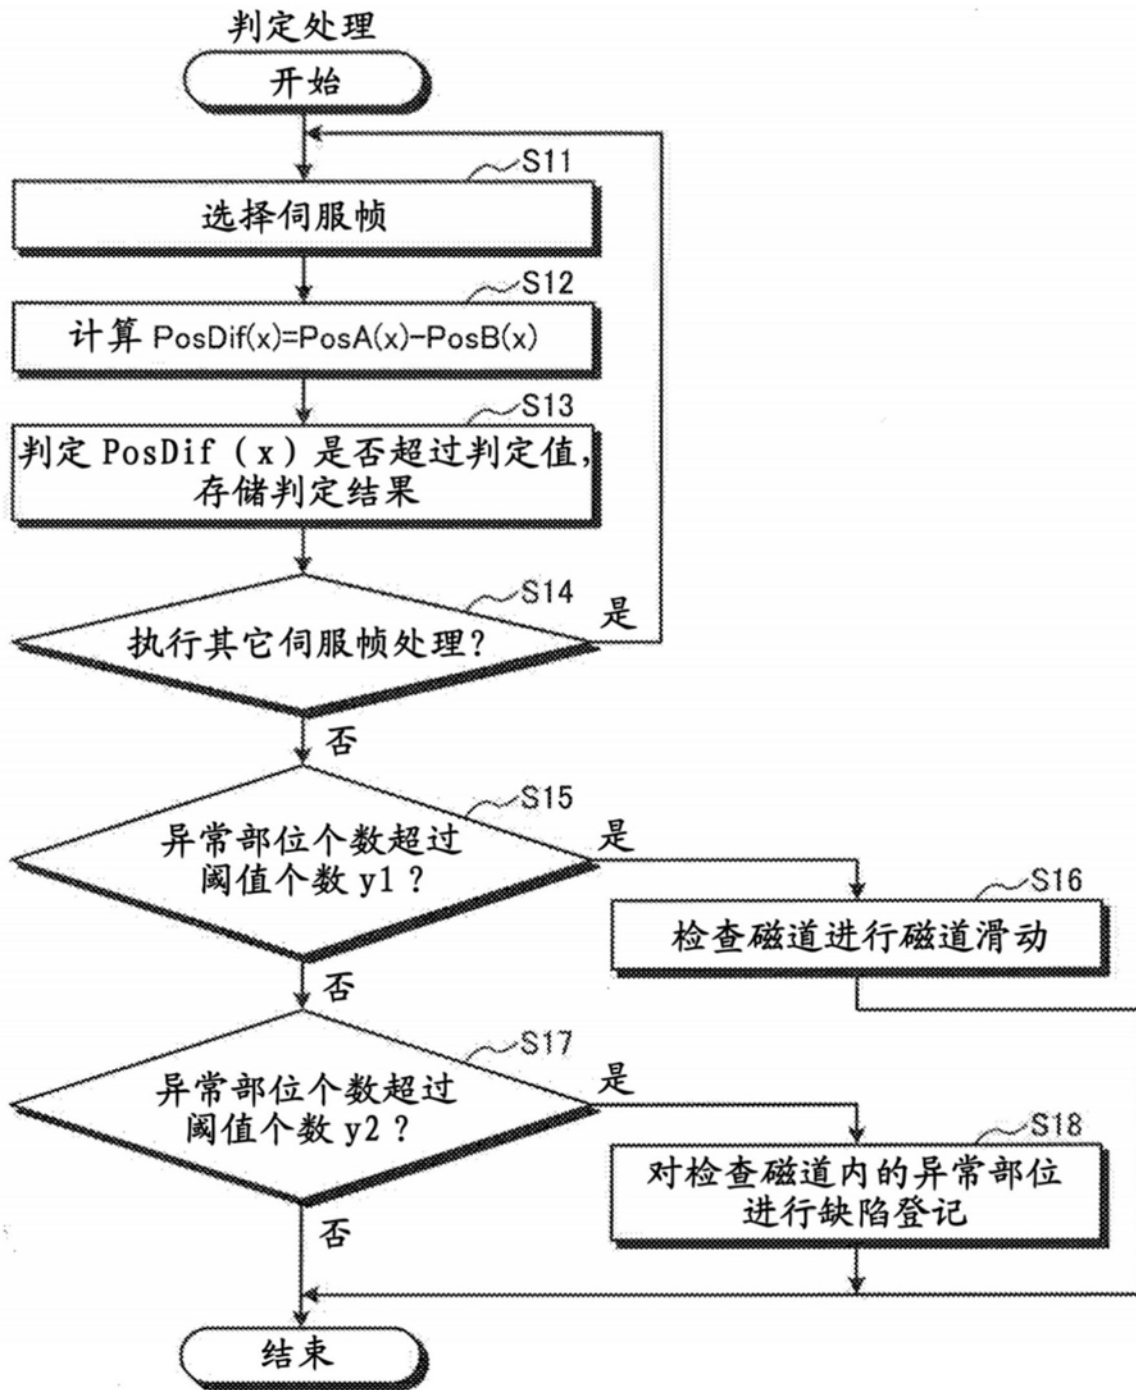 判定处理
开始
S11
选择伺服帧
S12
计算 PosDif(x)=PosA(x)-PosB(x)
S13
判定 PosDif (x) 是否超过判定值,
存储判定结果
S14
执行其它伺服帧处理?
是
否
S15
异常部位个数超过
阈值个数 y1 ?
是
S16
检查磁道进行磁道滑动
否
S17
异常部位个数超过
阈值个数 y2 ?
是
S18
对检查磁道内的异常部位
进行缺陷登记
否
结束